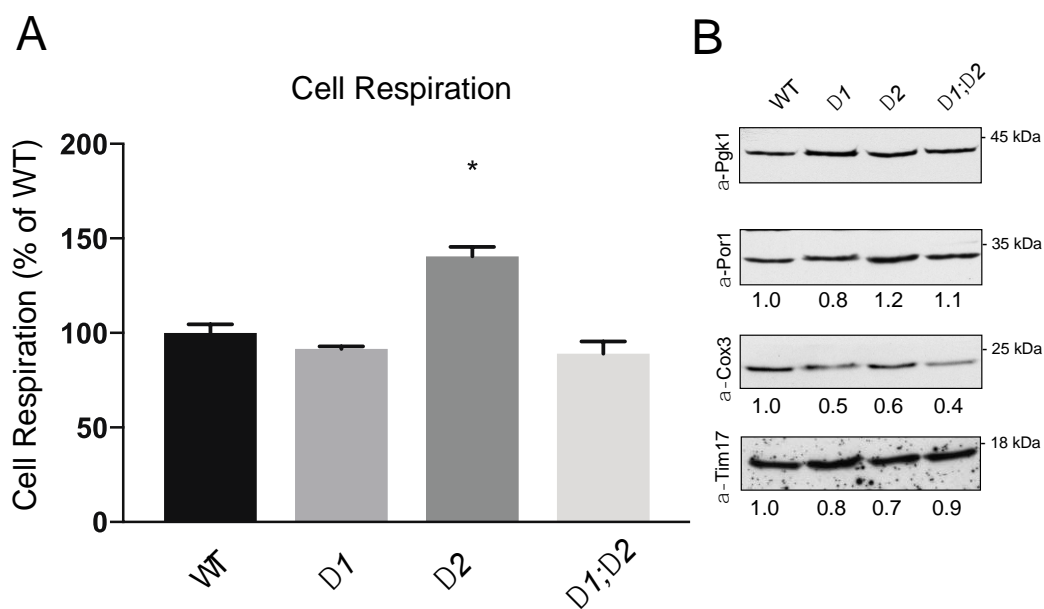 A
Cell Respiration
Cell Respiration (% of WT)
200
150
100
50
0
*
WT
D1
D2
D1;D2
B
WT
D1
D2
D1;D2
a-Pgk1
45 kDa
a-Por1
35 kDa
1.0 0.8 1.2 1.1
a-Cox3
25 kDa
1.0 0.5 0.6 0.4
a-Tim17
18 kDa
1.0 0.8 0.7 0.9